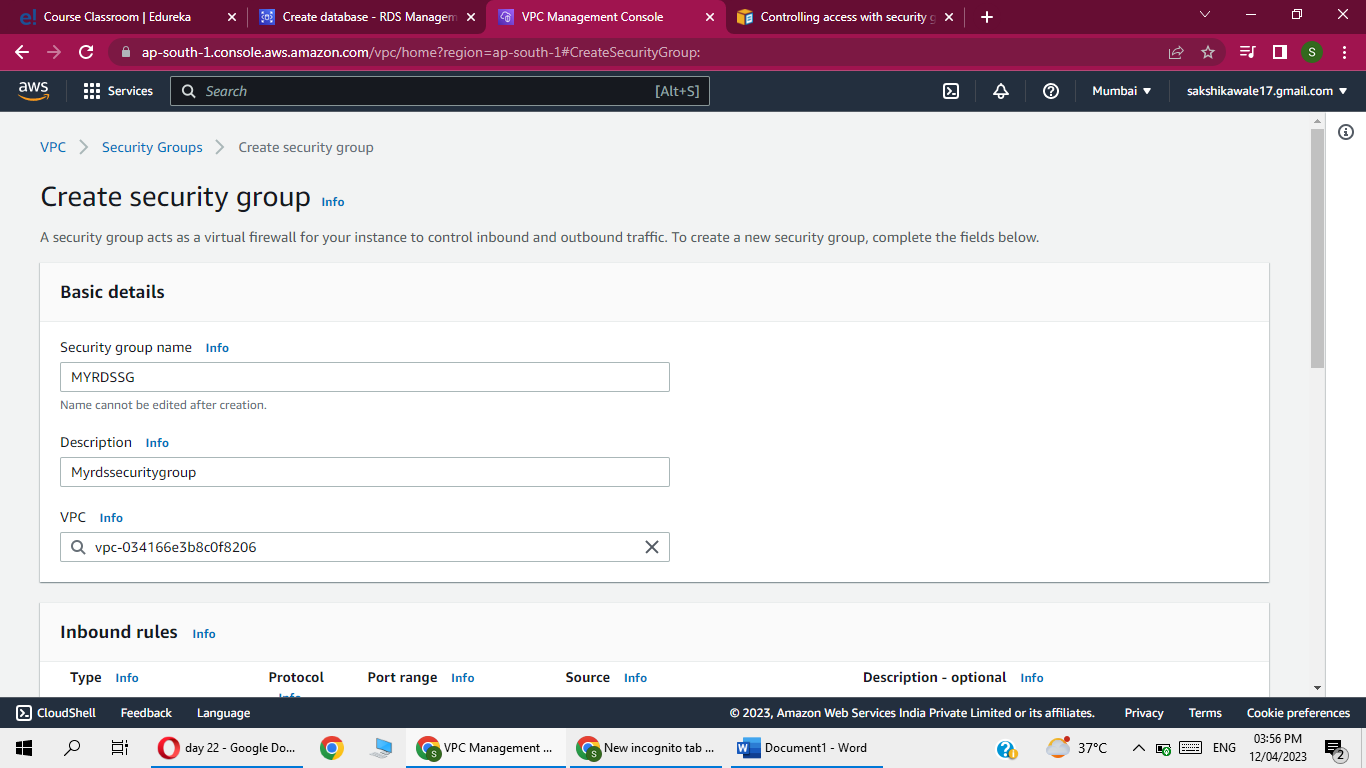 Course Classroom | Edureka
Create database - RDS Managem
VPC Management Console
Controlling access with security g
ap-south-1.console.aws.amazon.com/vpc/home?region=ap-south-1#CreateSecurityGroup:
S
aws
Services
Search
[Alt+S]
Mumbai
sakshikawale17.gmail.com
VPC
Security Groups
Create security group
Create security group Info
A security group acts as a virtual firewall for your instance to control inbound and outbound traffic. To create a new security group, complete the fields below.
Basic details
Security group name Info
MYRDSSG
Name cannot be edited after creation.
Description Info
Myrdssecuritygroup
VPC Info
vpc-034166e3b8c0f8206
Inbound rules Info
Type Info
Protocol
Port range Info
Source Info
Description - optional Info
CloudShell
Feedback
Language
© 2023, Amazon Web Services India Private Limited or its affiliates.
Privacy
Terms
Cookie preferences
day 22 - Google Do...
VPC Management ...
New incognito tab ...
Document1 - Word
37°C
ENG
03:56 PM
12/04/2023
2